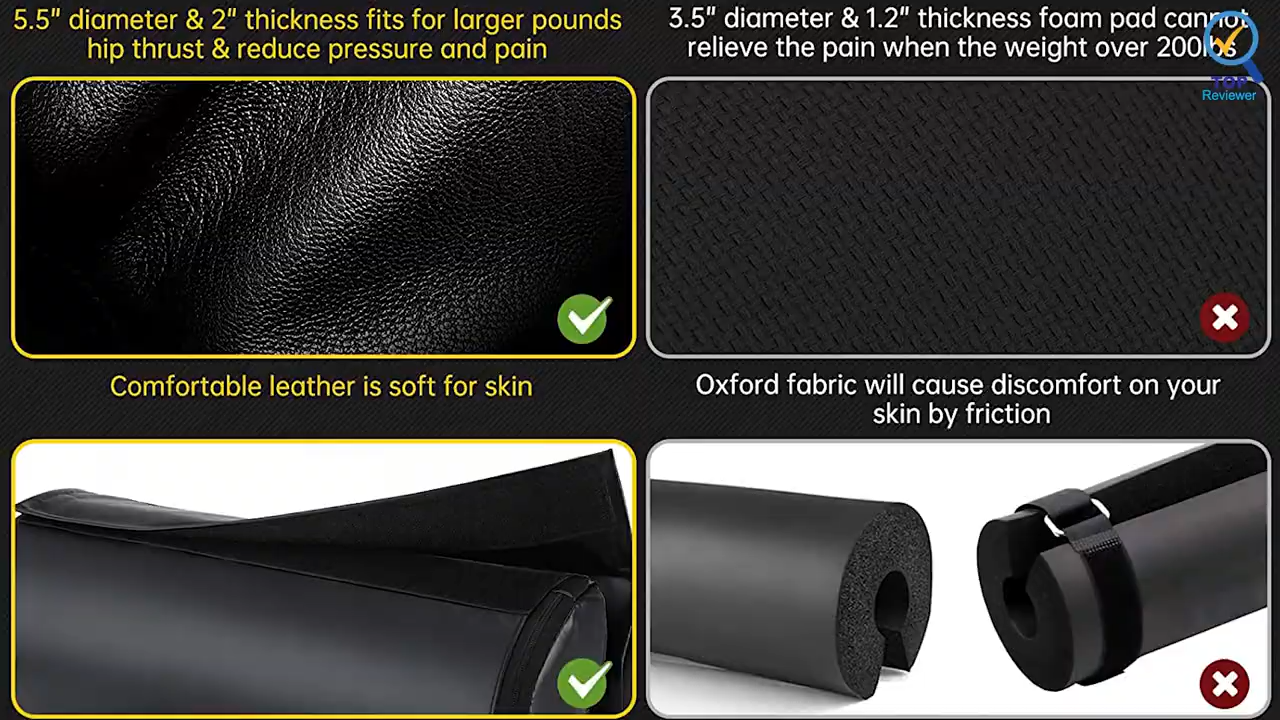 5.5" diameter & 2" thickness fits for larger pounds
hip thrust & reduce pressure and pain
3.5" diameter & 1.2" thickness foam pad cannot
relieve the pain when the weight over 200lbs
TOP
Reviewer
Comfortable leather is soft for skin
Oxford fabric will cause discomfort on your
skin by friction